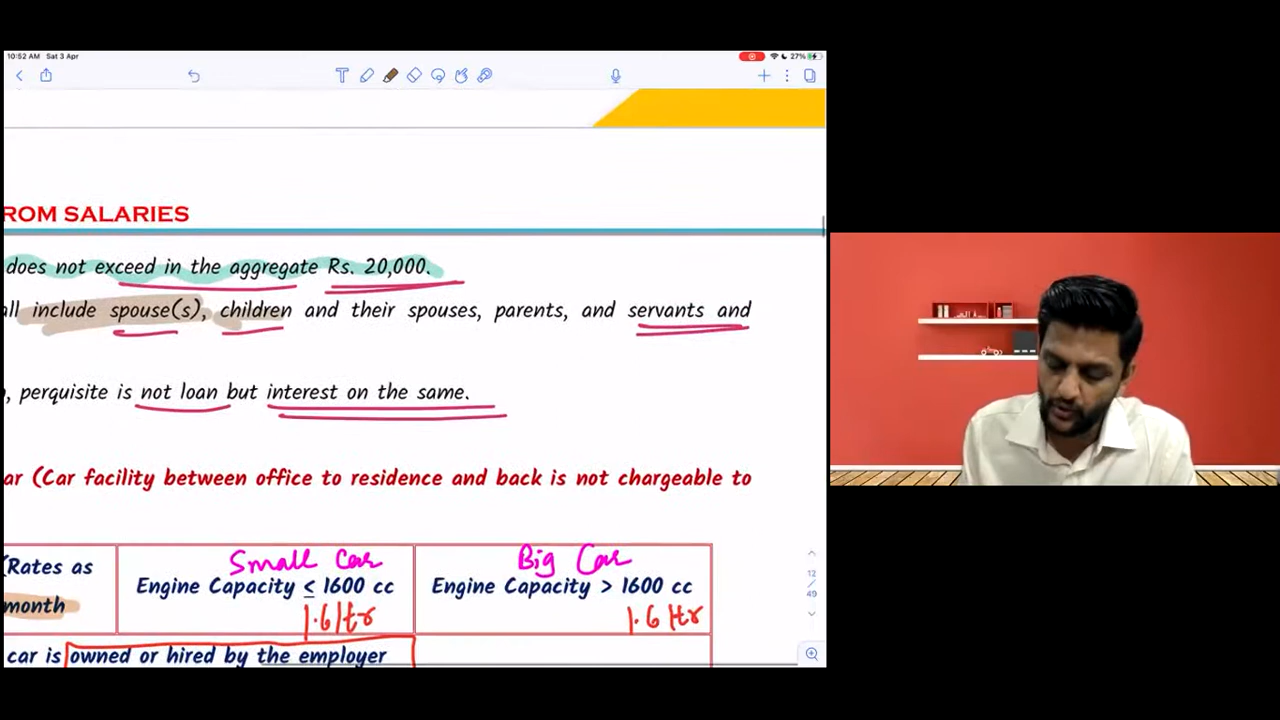 10:52 AM Sat 3 Apr
27%
ROM SALARIES
does not exceed in the aggregate Rs. 20,000.
all include spouse(s), children and their spouses, parents, and servants and
, perquisite is not loan but interest on the same.
ar (Car facility between office to residence and back is not chargeable to
Small Car
Big Car
(Rates as
Engine Capacity ≤ 1600 cc
Engine Capacity > 1600 cc
month
1.6 ltr
1.6 ltr
car is owned or hired by the employer
12
/
49